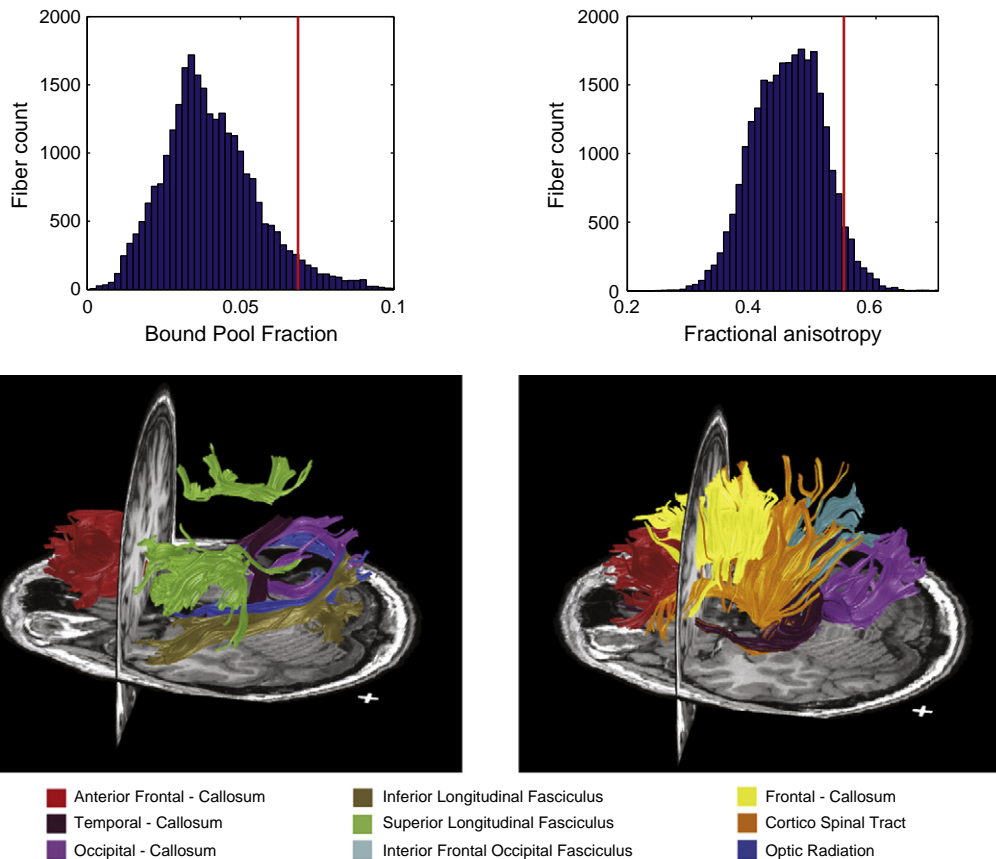 2000
1500
1000
500
0
Fiber count
0
0.05
0.1
Bound Pool Fraction
2000
1500
1000
500
0
Fiber count
0.2
0.4
0.6
Fractional anisotropy
Anterior Frontal - Callosum
Temporal - Callosum
Occipital - Callosum
Inferior Longitudinal Fasciculus
Superior Longitudinal Fasciculus
Interior Frontal Occipital Fasciculus
Frontal - Callosum
Cortico Spinal Tract
Optic Radiation